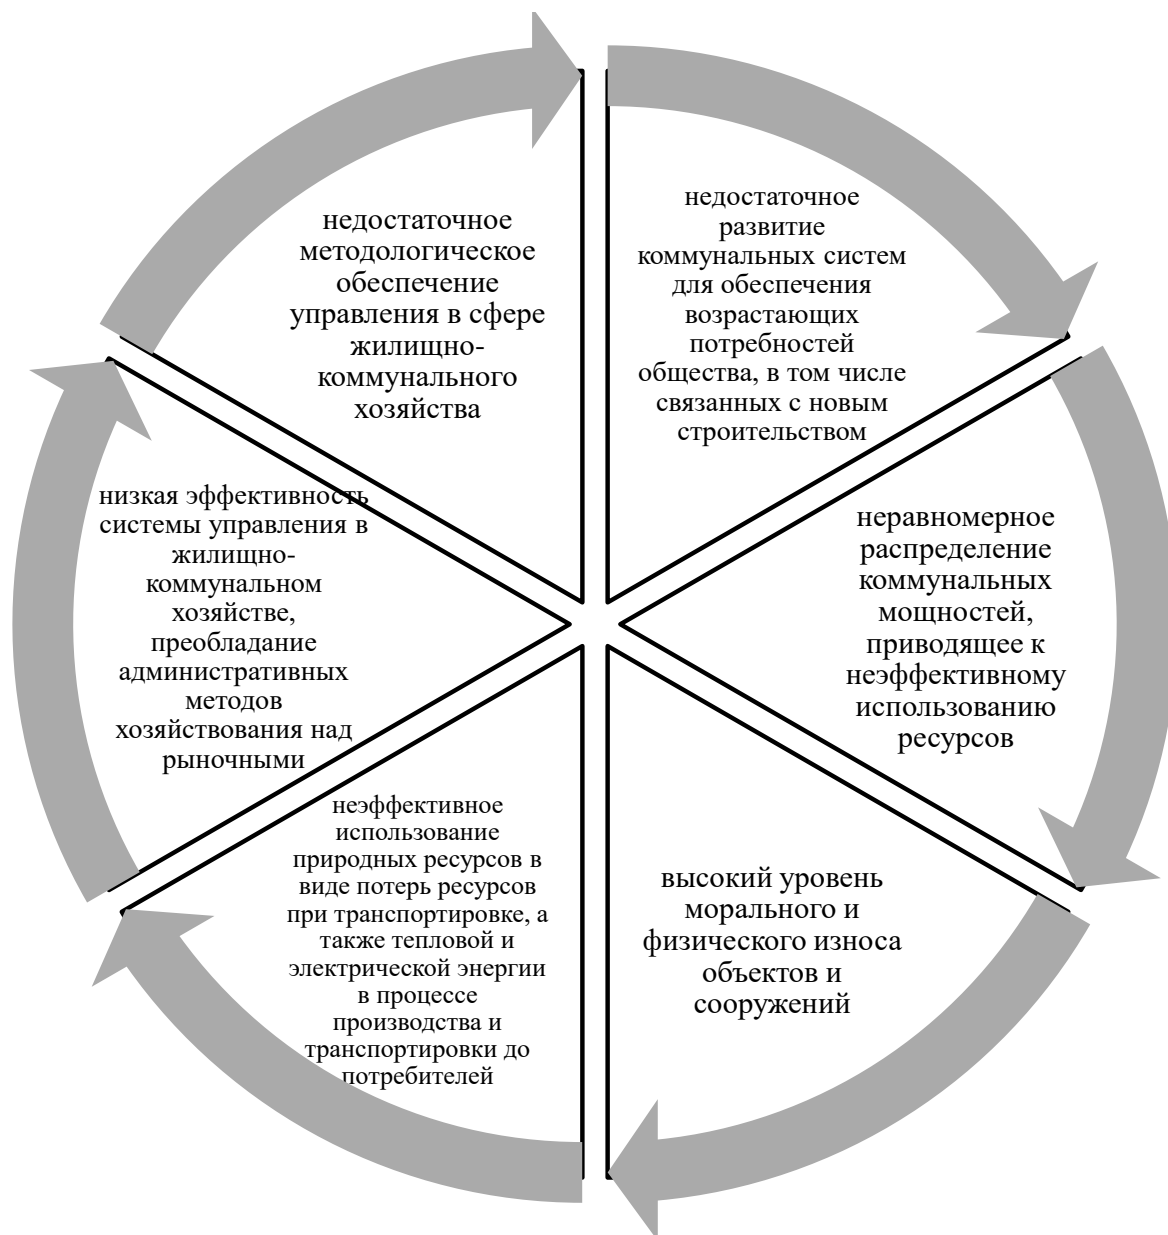 недостаточное
методологическое
обеспечение
управления в сфере
жилищно-
коммунального
хозяйства
недостаточное
развитие
коммунальных систем
для обеспечения
возрастающих
потребностей
общества, в том числе
связанных с новым
строительством
неравномерное
распределение
коммунальных
мощностей,
приводящее к
неэффективному
использованию
ресурсов
высокий уровень
морального и
физического износа
объектов и
сооружений
неэффективное
использование
природных ресурсов в
виде потерь ресурсов
при транспортировке, а
также тепловой и
электрической энергии
в процессе
производства и
транспортировки до
потребителей
низкая эффективность
системы управления в
жилищно-
коммунальном
хозяйстве,
преобладание
административных
методов
хозяйствования над
рыночными